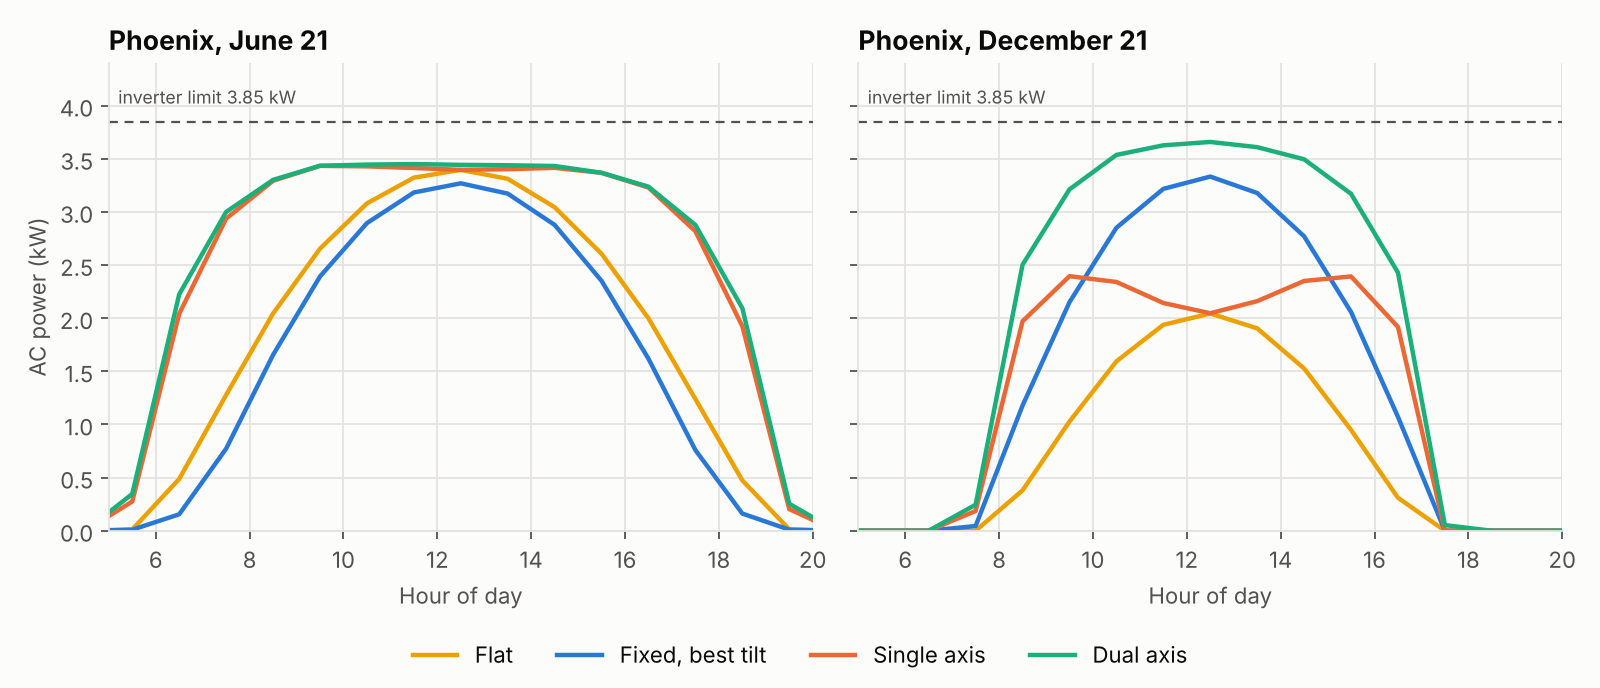 Phoenix, June 21
Phoenix, December 21
inverter limit 3.85 kW
inverter limit 3.85 kW
AC power (kW)
4.0
3.5
3.0
2.5
2.0
1.5
1.0
0.5
0.0
6 8 10 12 14 16 18 20
6 8 10 12 14 16 18 20
Hour of day
Hour of day
Flat Fixed, best tilt Single axis Dual axis